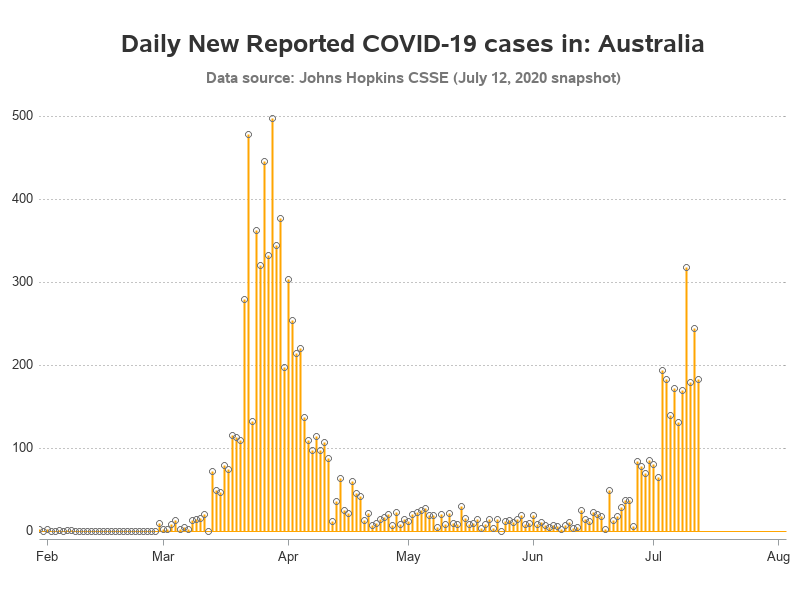 Daily New Reported COVID-19 cases in: Australia
Data source: Johns Hopkins CSSE (July 12, 2020 snapshot)
500
400
300
200
100
0
Feb Mar Apr May Jun Jul Aug